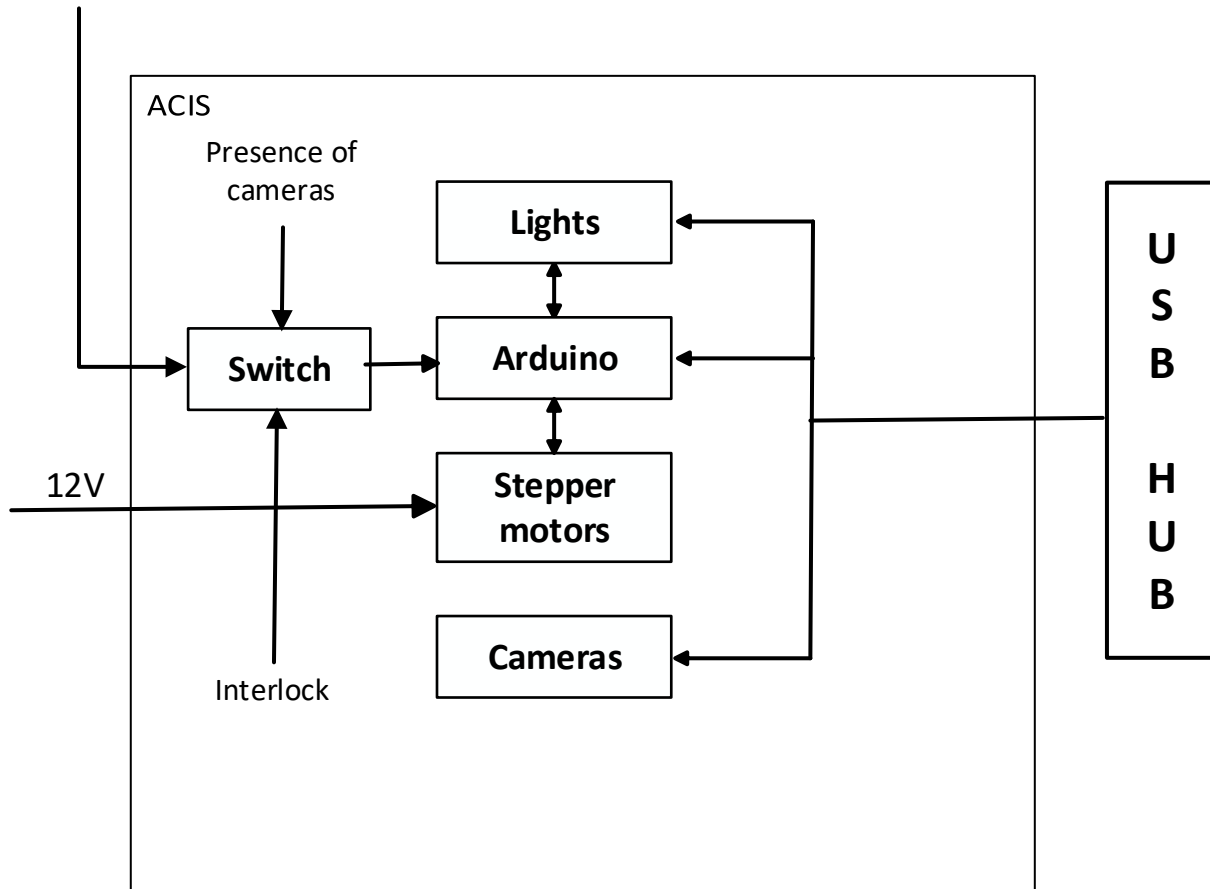 ACIS
Presence of
cameras
Lights
Switch
Arduino
12V
Stepper
motors
Interlock
Cameras
U
S
B
H
U
B